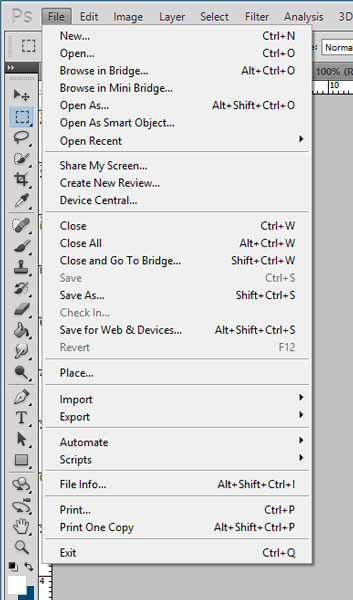 Ps File Edit Image Layer Select Filter Analysis 3D
Norma
New... Ctrl+N
Open... Ctrl+O
Browse in Bridge... Alt+Ctrl+O
Browse in Mini Bridge...
Open As... Alt+Shift+Ctrl+O
Open As Smart Object...
Open Recent
100% (R
10
Share My Screen...
Create New Review...
Device Central...
Close Ctrl+W
Close All Alt+Ctrl+W
Close and Go To Bridge... Shift+Ctrl+W
Save Ctrl+S
Save As... Shift+Ctrl+S
Check In...
Save for Web & Devices... Alt+Shift+Ctrl+S
Revert F12
Place...
Import
Export
Automate
Scripts
File Info... Alt+Shift+Ctrl+I
Print... Ctrl+P
Print One Copy Alt+Shift+Ctrl+P
Exit Ctrl+Q
4